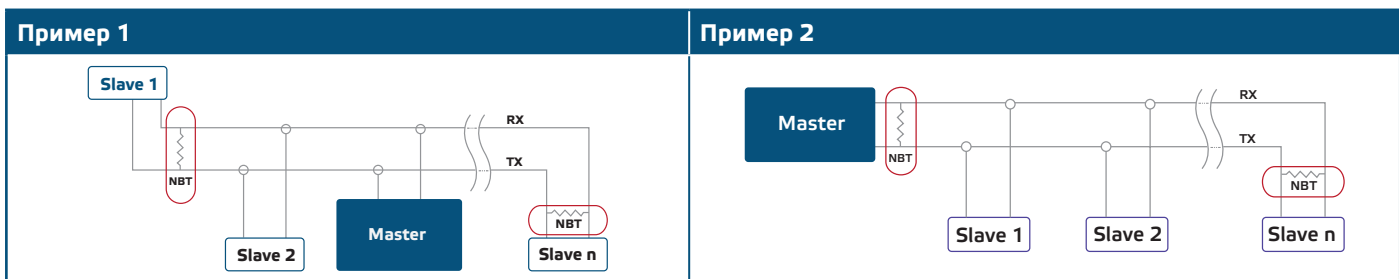 Пример 1
Slave 1
RX
TX
NBT
NBT
Slave 2
Master
Slave n
Пример 2
Master
RX
TX
NBT
NBT
Slave 1
Slave 2
Slave n